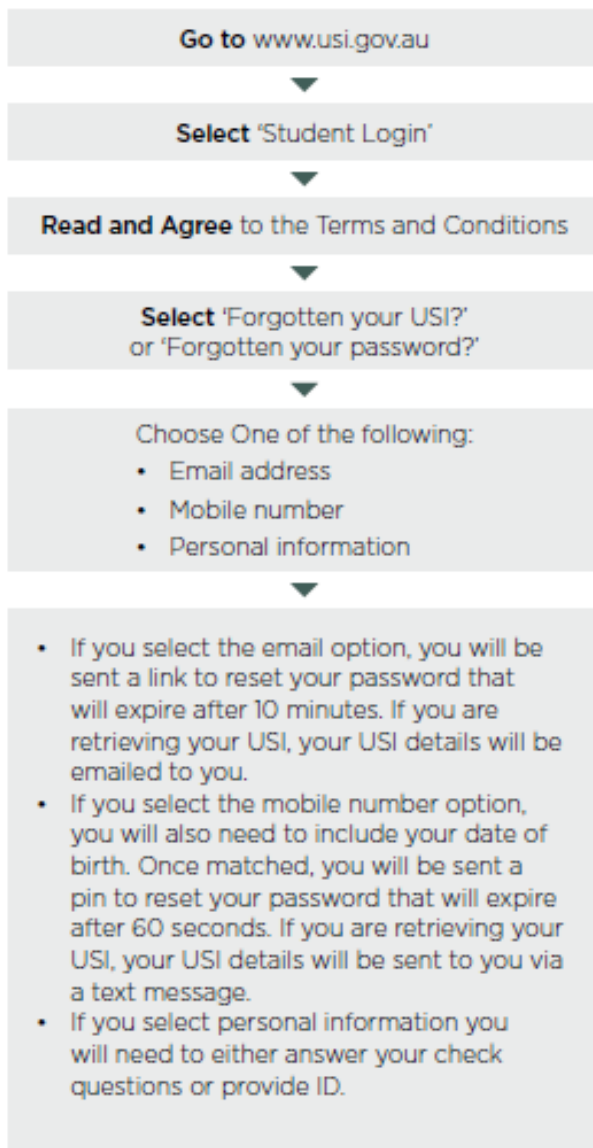 Go to www.usi.gov.au
Select ‘Student Login’
Read and Agree to the Terms and Conditions
Select ‘Forgotten your USI?’
or ‘Forgotten your password?’
Choose One of the following:
• Email address
• Mobile number
• Personal information
• If you select the email option, you will be
sent a link to reset your password that
will expire after 10 minutes. If you are
retrieving your USI, your USI details will be
emailed to you.
• If you select the mobile number option,
you will also need to include your date of
birth. Once matched, you will be sent a
pin to reset your password that will expire
after 60 seconds. If you are retrieving your
USI, your USI details will be sent to you via
a text message.
• If you select personal information you
will need to either answer your check
questions or provide ID.